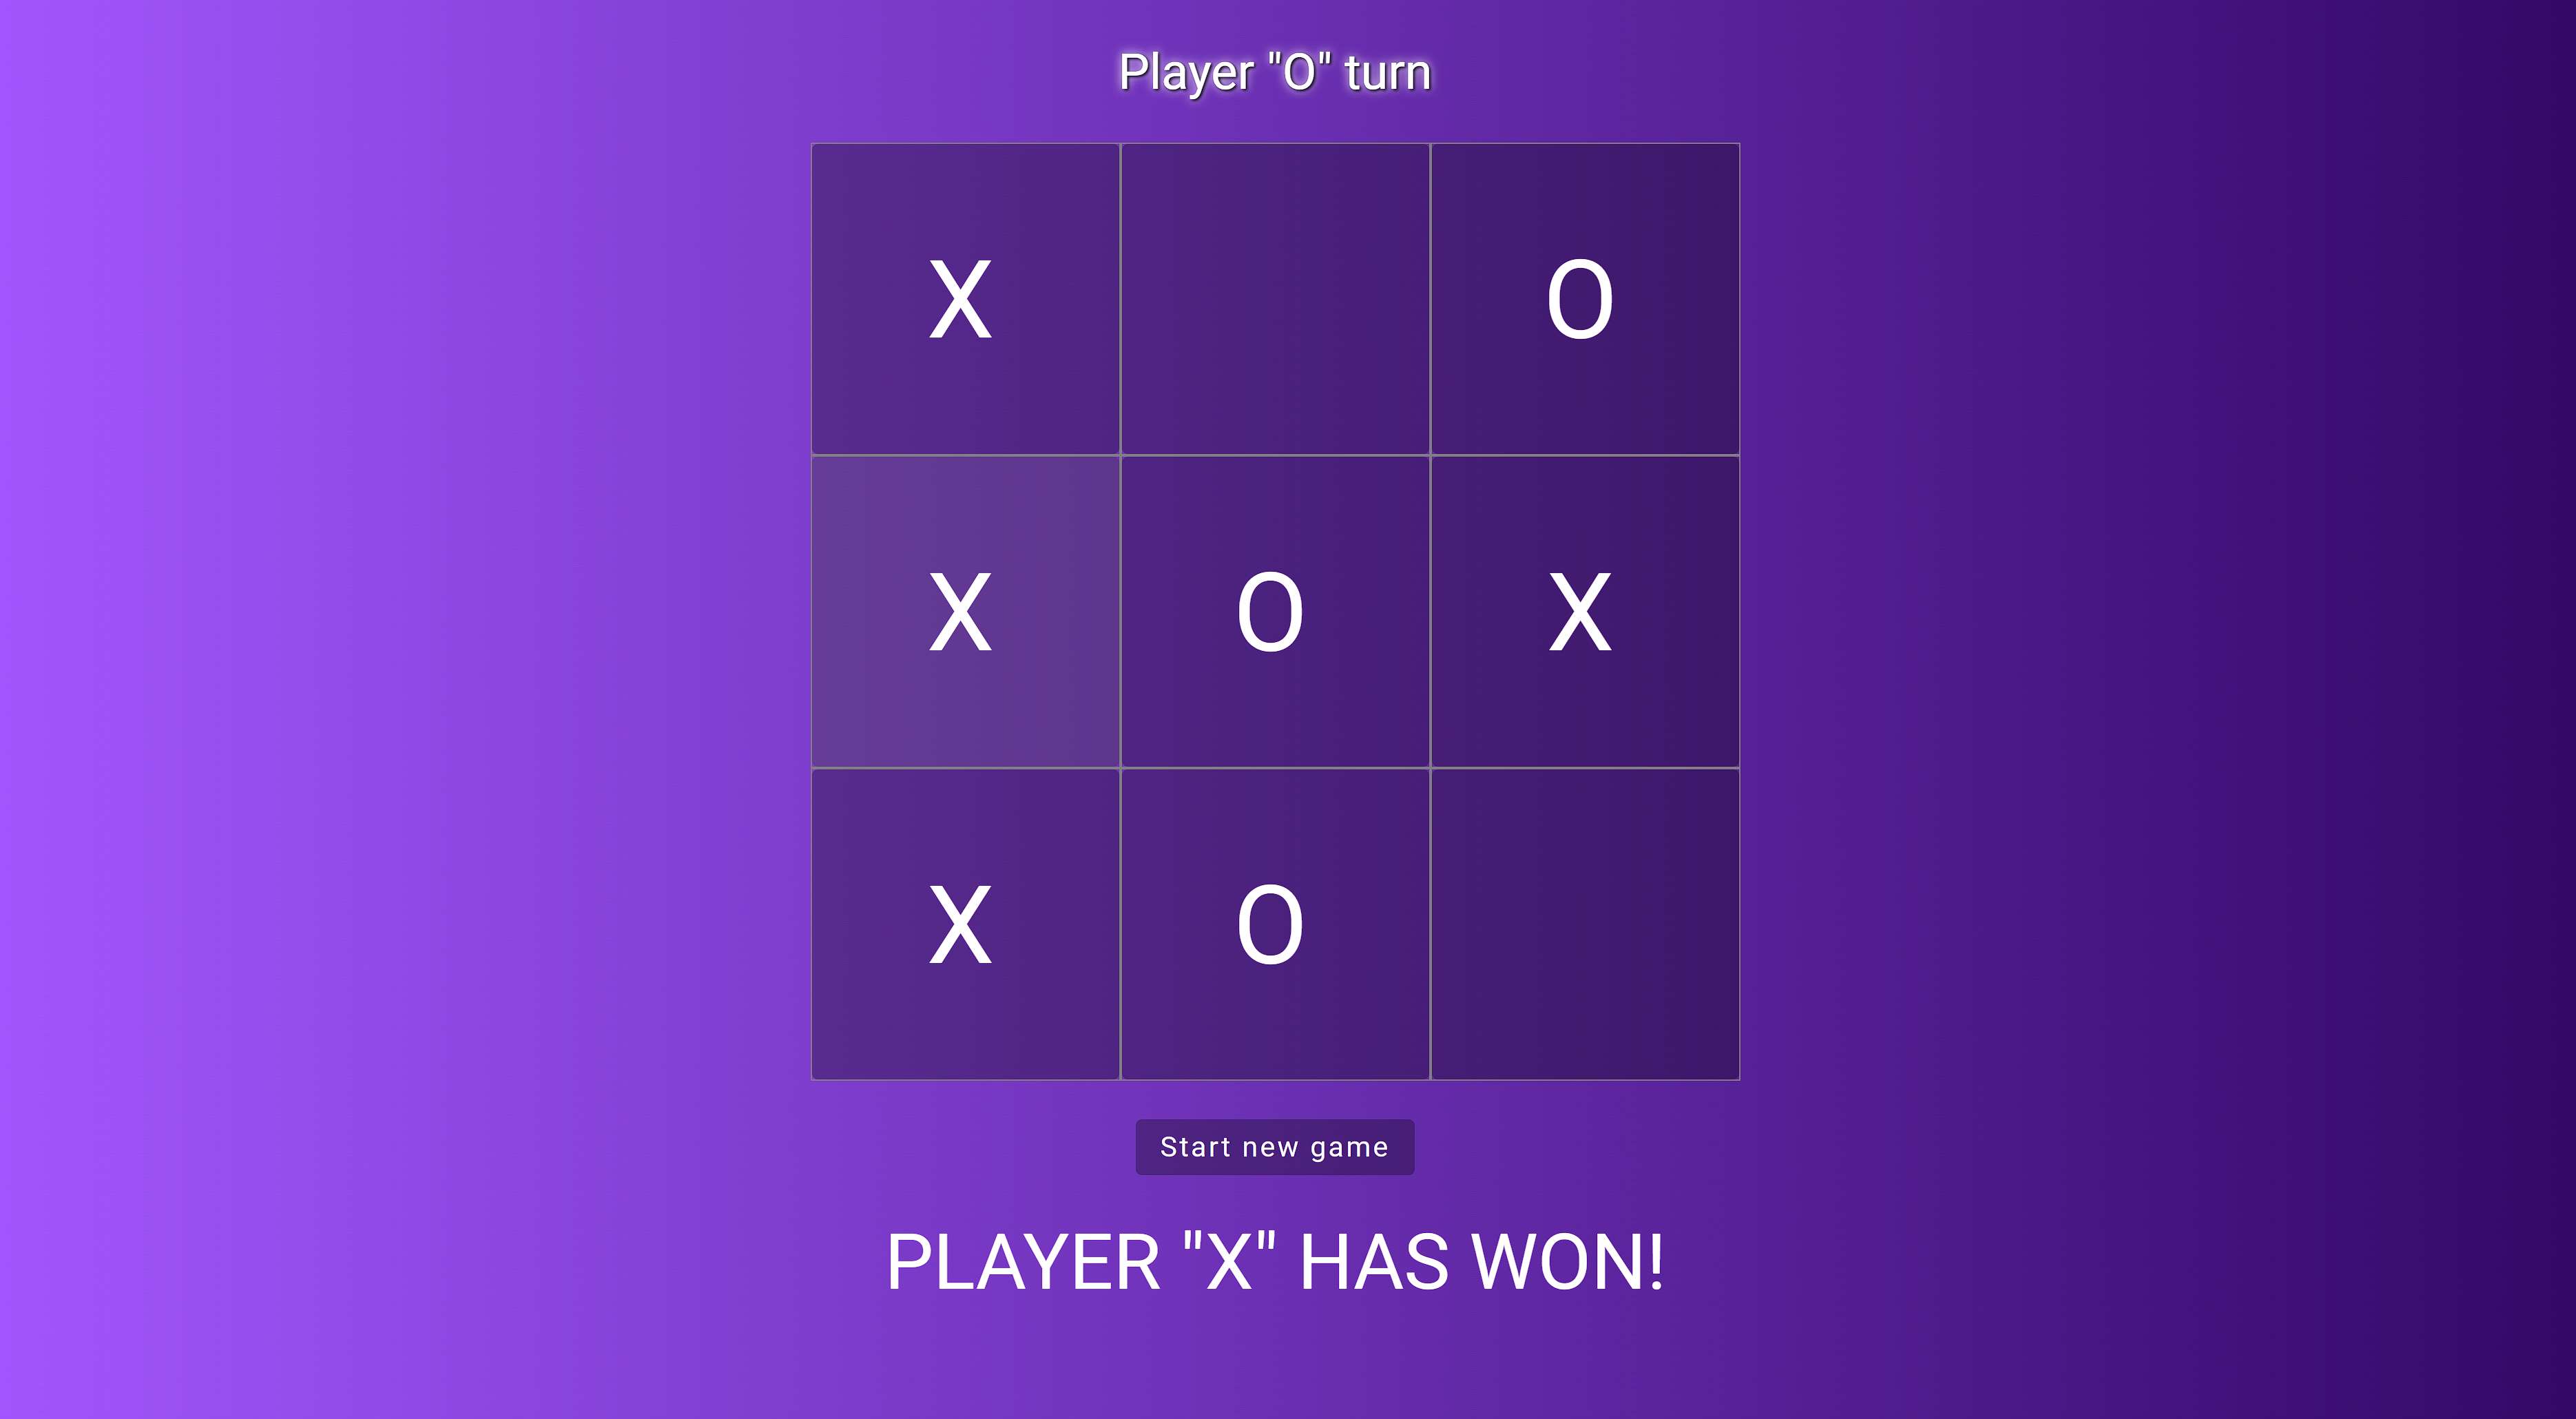 Player "O" turn
X O
X O X
X O
Start new game
PLAYER "X" HAS WON!